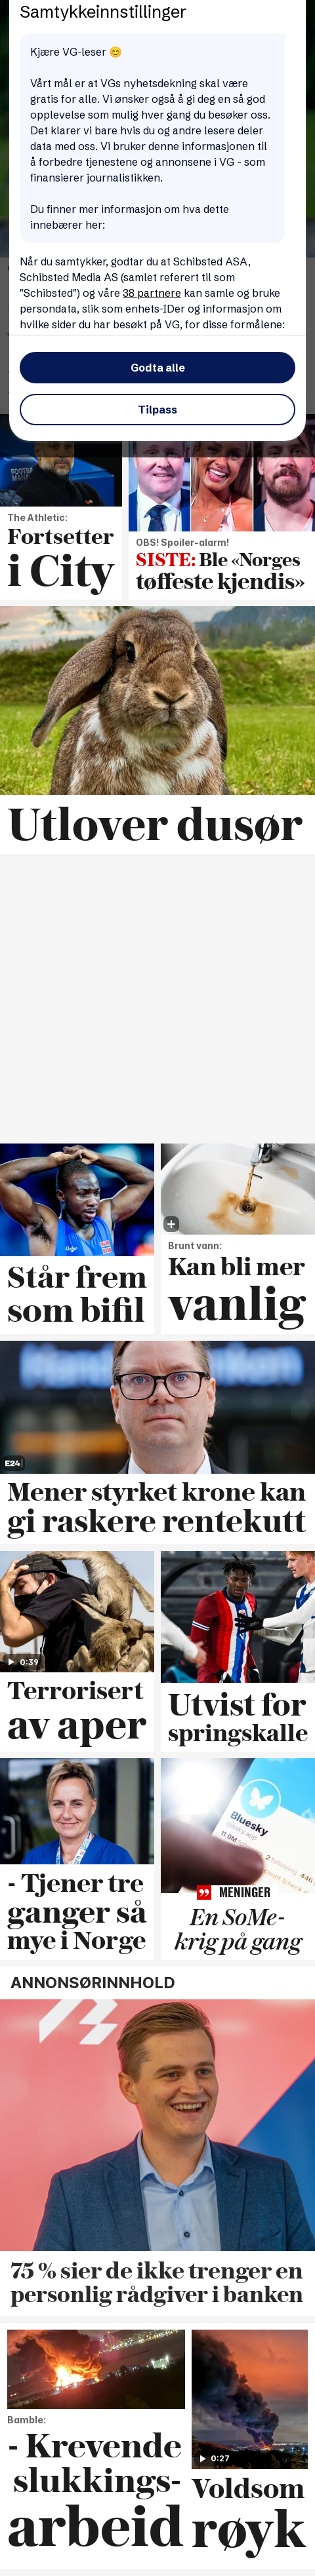 Samtykkeinnstillinger
Kjære VG-leser 😊
Vårt mål er at VGs nyhetsdekning skal være
gratis for alle. Vi ønsker også å gi deg en så god
opplevelse som mulig hver gang du besøker oss.
Det klarer vi bare hvis du og andre lesere deler
data med oss. Vi bruker denne informasjonen til
å forbedre tjenestene og annonsene i VG - som
finansierer journalistikken.
Du finner mer informasjon om hva dette
innebærer her:
Når du samtykker, godtar du at Schibsted ASA,
Schibsted Media AS (samlet referert til som
"Schibsted") og våre 38 partnere kan samle og bruke
persondata, slik som enhets-IDer og informasjon om
hvilke sider du har besøkt på VG, for disse formålene:
Godta alle
Tilpass
The Athletic:
Fortsetter
i City
OBS! Spoiler-alarm!
SISTE: Ble «Norges
tøffeste kjendis»
Utlover dusør
Står frem
som bifil
Brunt vann:
Kan bli mer
vanlig
E24
Mener styrket krone kan
gi raskere rentekutt
0:39
Terrorisert
av aper
Utvist for
springskalle
- Tjener tre
ganger så
mye i Norge
Bluesky
MENINGER
En SoMe-
krig på gang
ANNONSØRINNHOLD
75 % sier de ikke trenger en
personlig rådgiver i banken
Bamble:
- Krevende
slukkings-
arbeid
0:27
Voldsom
røyk